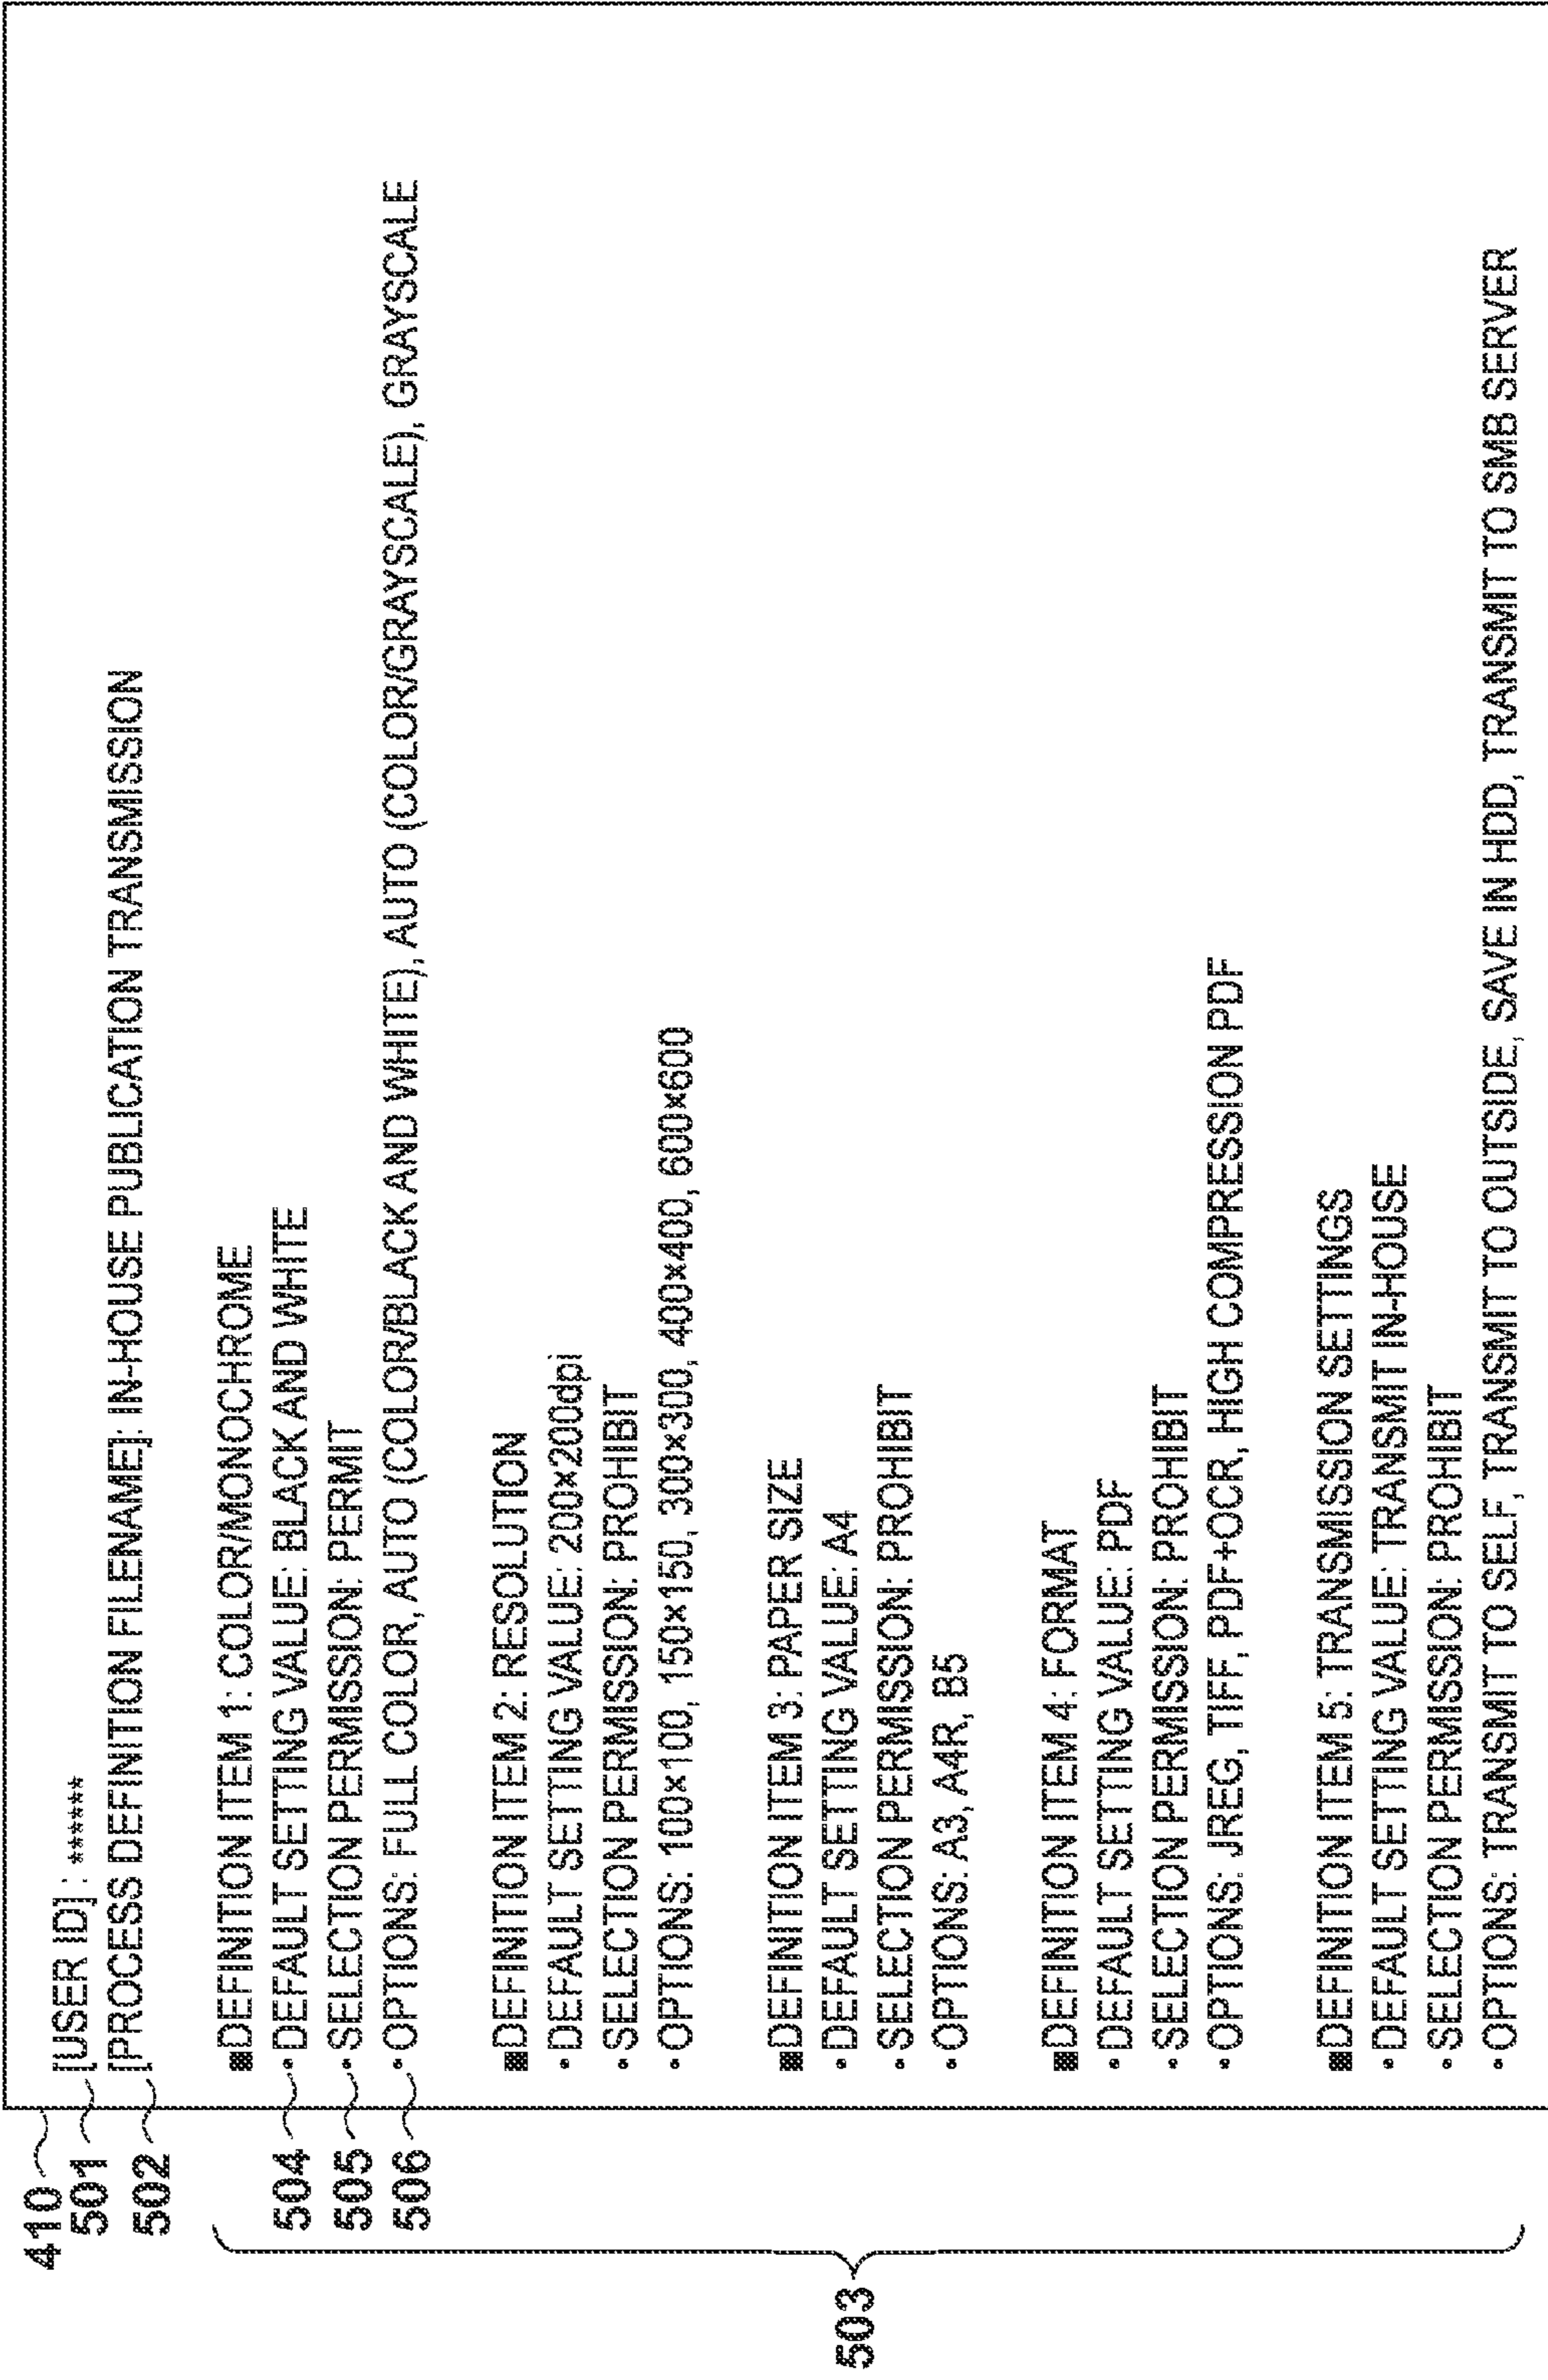 410
501 [USER ID] : ******
502 [PROCESS DEFINITION FILENAME]: IN-HOUSE PUBLICATION TRANSMISSION
503
■DEFINITION ITEM 1: COLOR/MONOCHROME
504 •DEFAULT SETTING VALUE: BLACK AND WHITE
505 •SELECTION PERMISSION: PERMIT
506 •OPTIONS: FULL COLOR, AUTO (COLOR/BLACK AND WHITE), AUTO (COLOR/GRAYSCALE), GRAYSCALE
■DEFINITION ITEM 2: RESOLUTION
•DEFAULT SETTING VALUE: 200×200dpi
•SELECTION PERMISSION: PROHIBIT
•OPTIONS: 100×100, 150×150, 300×300, 400×400, 600×600
■DEFINITION ITEM 3: PAPER SIZE
•DEFAULT SETTING VALUE: A4
•SELECTION PERMISSION: PROHIBIT
•OPTIONS: A3, A4R, B5
■DEFINITION ITEM 4: FORMAT
•DEFAULT SETTING VALUE: PDF
•SELECTION PERMISSION: PROHIBIT
•OPTIONS: JREG, TIFF, PDF+OCR, HIGH COMPRESSION PDF
■DEFINITION ITEM 5: TRANSMISSION SETTINGS
•DEFAULT SETTING VALUE: TRANSMIT IN-HOUSE
•SELECTION PERMISSION: PROHIBIT
•OPTIONS: TRANSMIT TO SELF, TRANSMIT TO OUTSIDE, SAVE IN HDD, TRANSMIT TO SMB SERVER